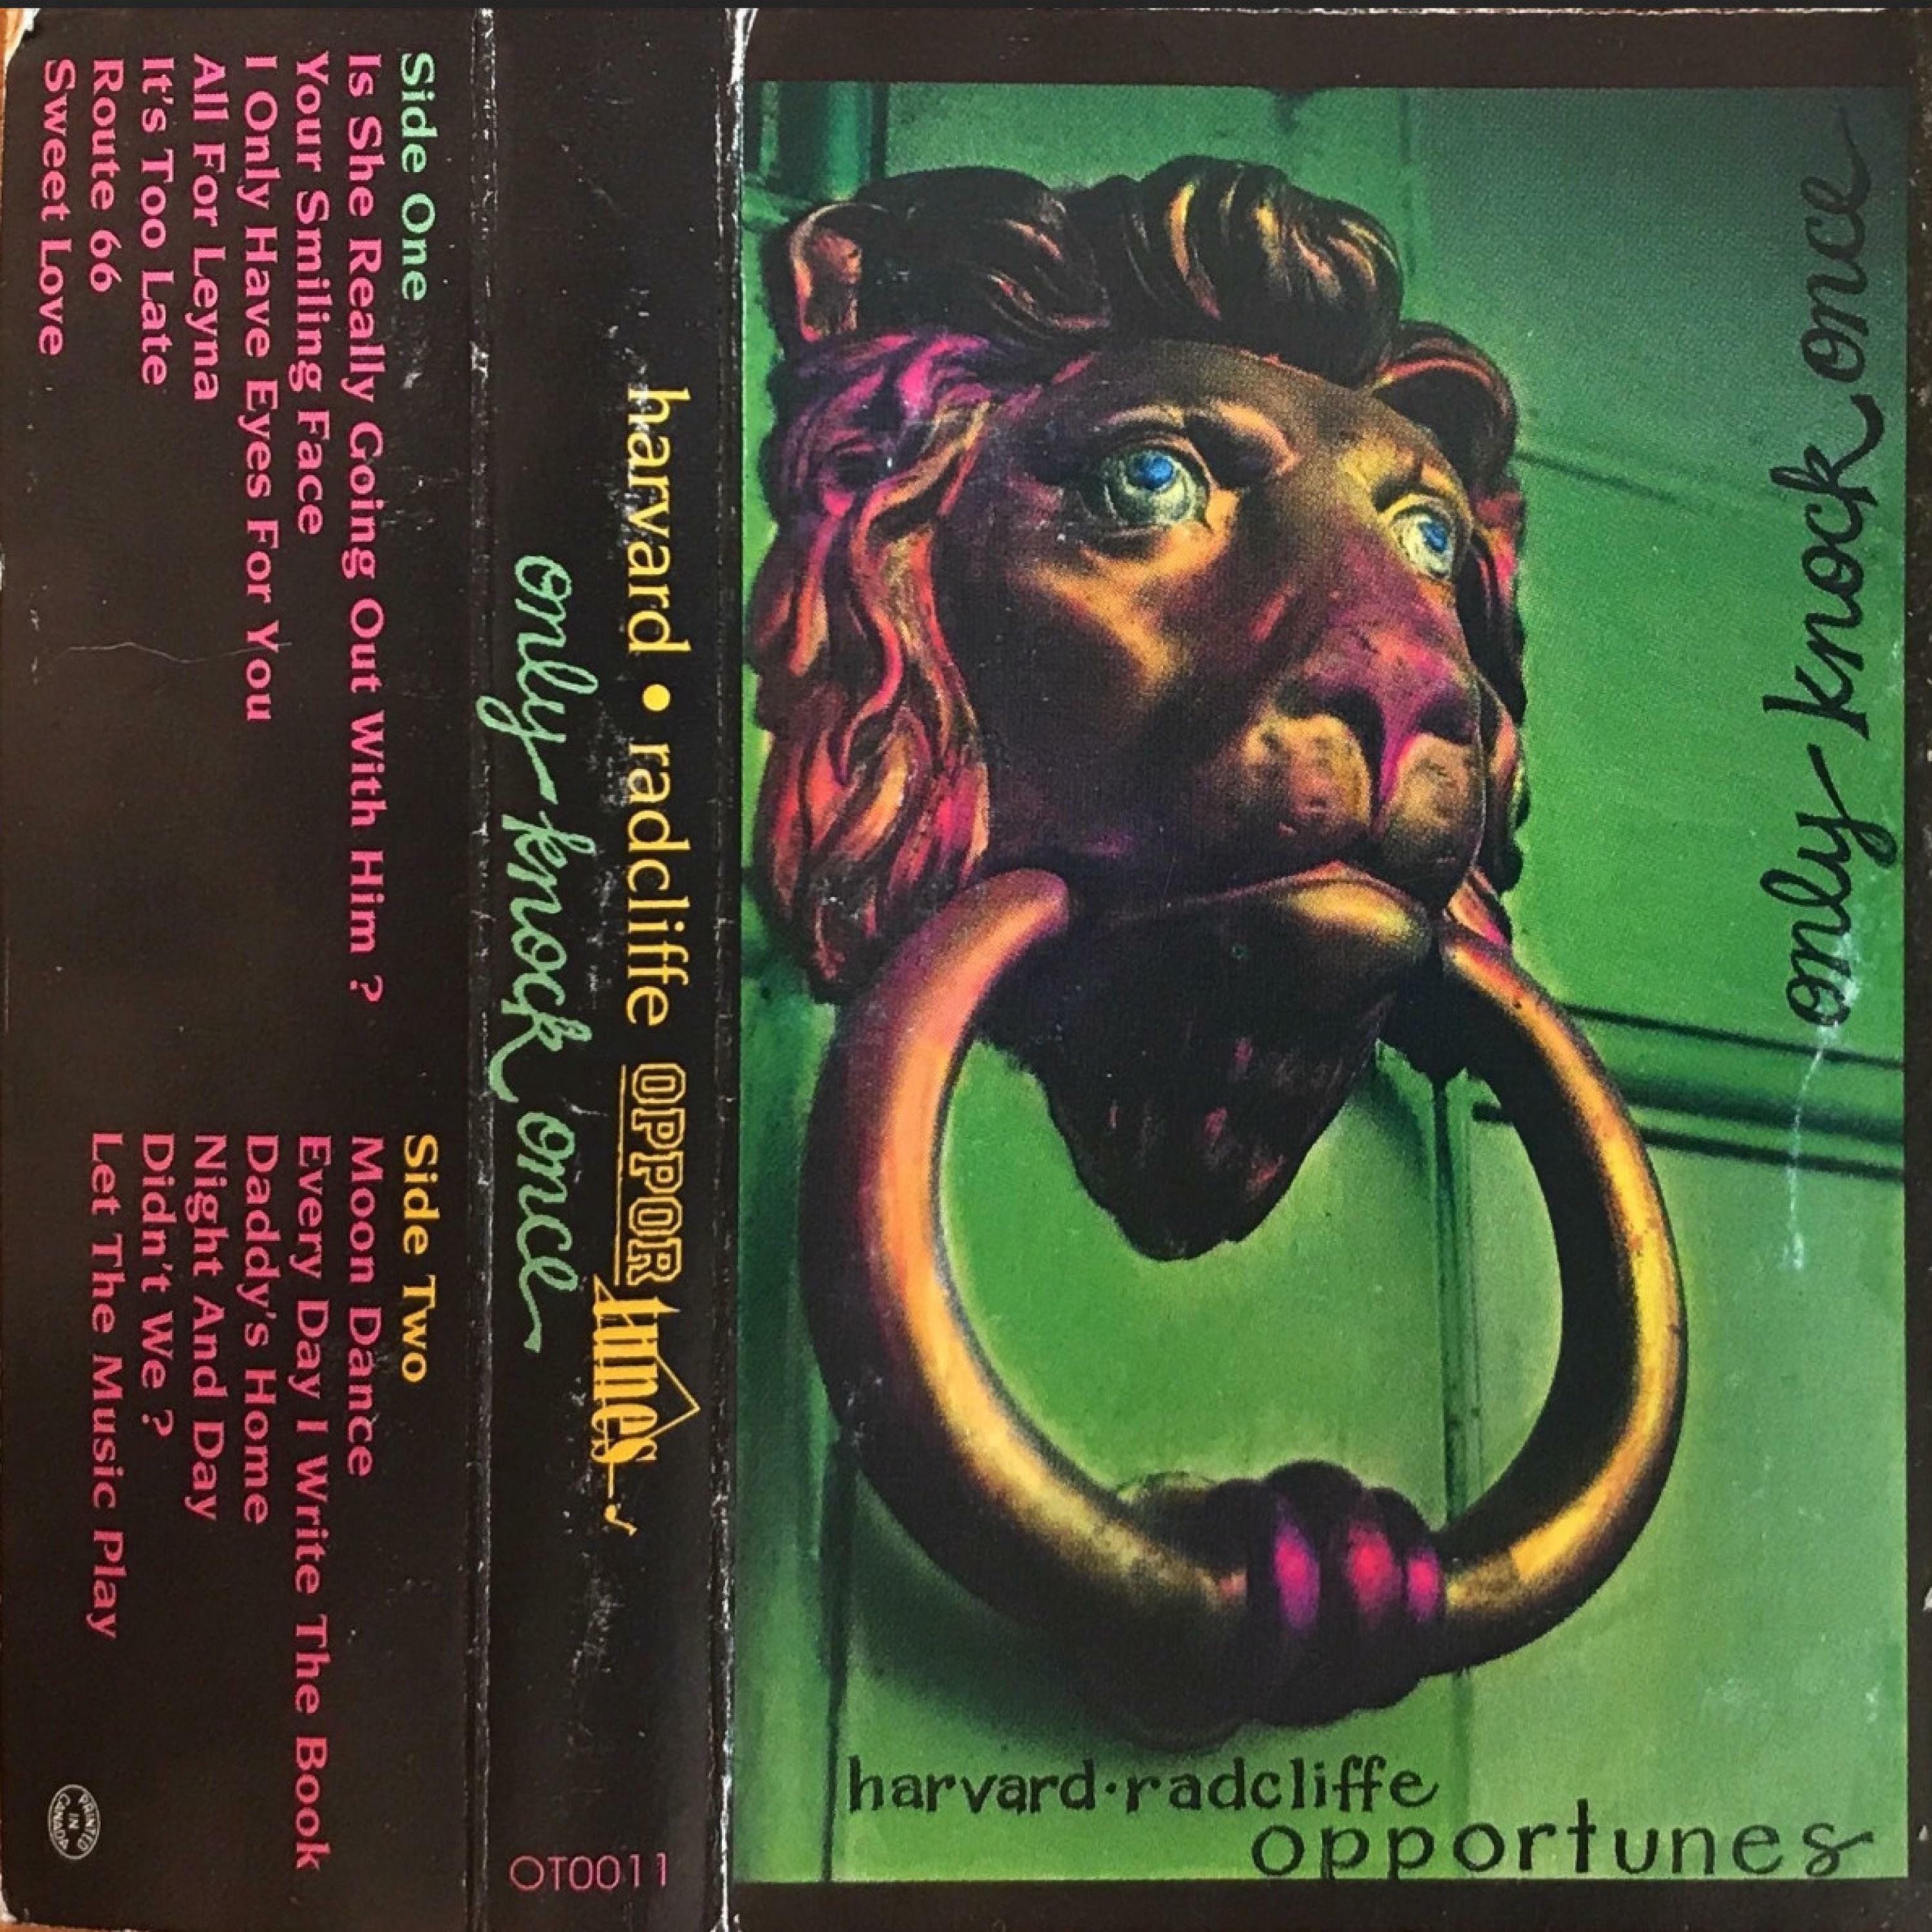 only knock once
harvard·radcliffe
opportunes
harvard • radcliffe OPPORtunes
only knock once
OT0011
Side One
Is She Really Going Out With Him ?
Your Smiling Face
I Only Have Eyes For You
All For Leyna
It's Too Late
Route 66
Sweet Love
Side Two
Moon Dance
Every Day I Write The Book
Daddy's Home
Night And Day
Didn't We ?
Let The Music Play
PRINTED
IN
CANADA